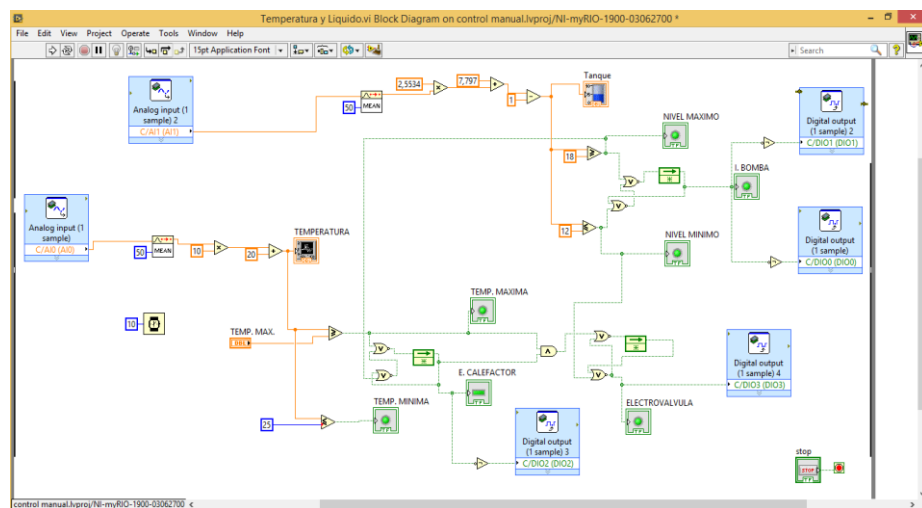 Temperatura y Liquido.vi Block Diagram on control manual.lvproj/NI-myRIO-1900-03062700 *
File Edit View Project Operate Tools Window Help
15pt Application Font
Search
Analog input (1 sample) 2
C/AI1 (AI1)
50
MEAN
2,5534
7,797
1
Tanque
NIVEL MAXIMO
18
12
I. BOMBA
NIVEL MINIMO
Digital output (1 sample) 2
C/DIO1 (DIO1)
Digital output (1 sample)
C/DIO0 (DIO0)
Analog input (1 sample)
C/AI0 (AI0)
50
MEAN
10
20
TEMPERATURA
10
TEMP. MAX.
DBL
TEMP. MAXIMA
TF
E. CALEFACTOR
TF
25
TEMP. MINIMA
TF
Digital output (1 sample) 3
C/DIO2 (DIO2)
ELECTROVALVULA
TF
Digital output (1 sample) 4
C/DIO3 (DIO3)
stop
STOP
TF
control manual.lvproj/NI-myRIO-1900-03062700